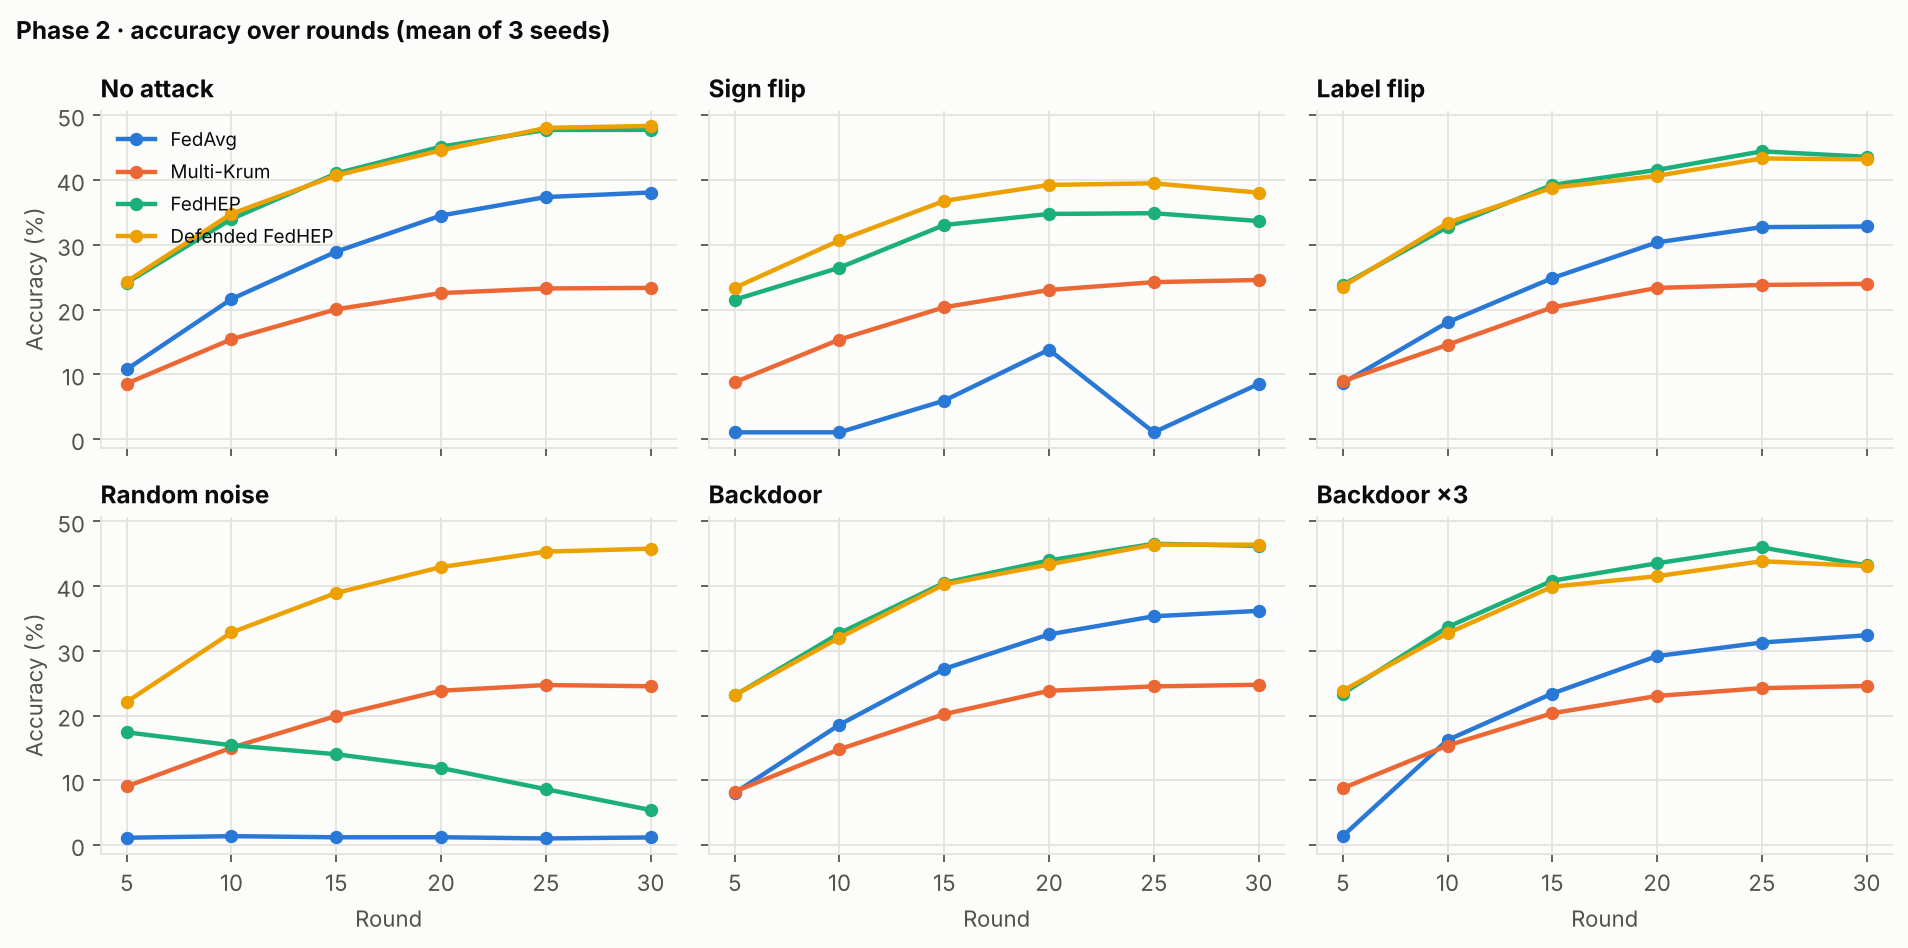 Phase 2 · accuracy over rounds (mean of 3 seeds)
No attack
Sign flip
Label flip
Accuracy (%)
50
40
30
20
10
0
FedAvg
Multi-Krum
FedHEP
Defended FedHEP
Random noise
Backdoor
Backdoor ×3
Accuracy (%)
50
40
30
20
10
0
5 10 15 20 25 30
5 10 15 20 25 30
5 10 15 20 25 30
Round
Round
Round